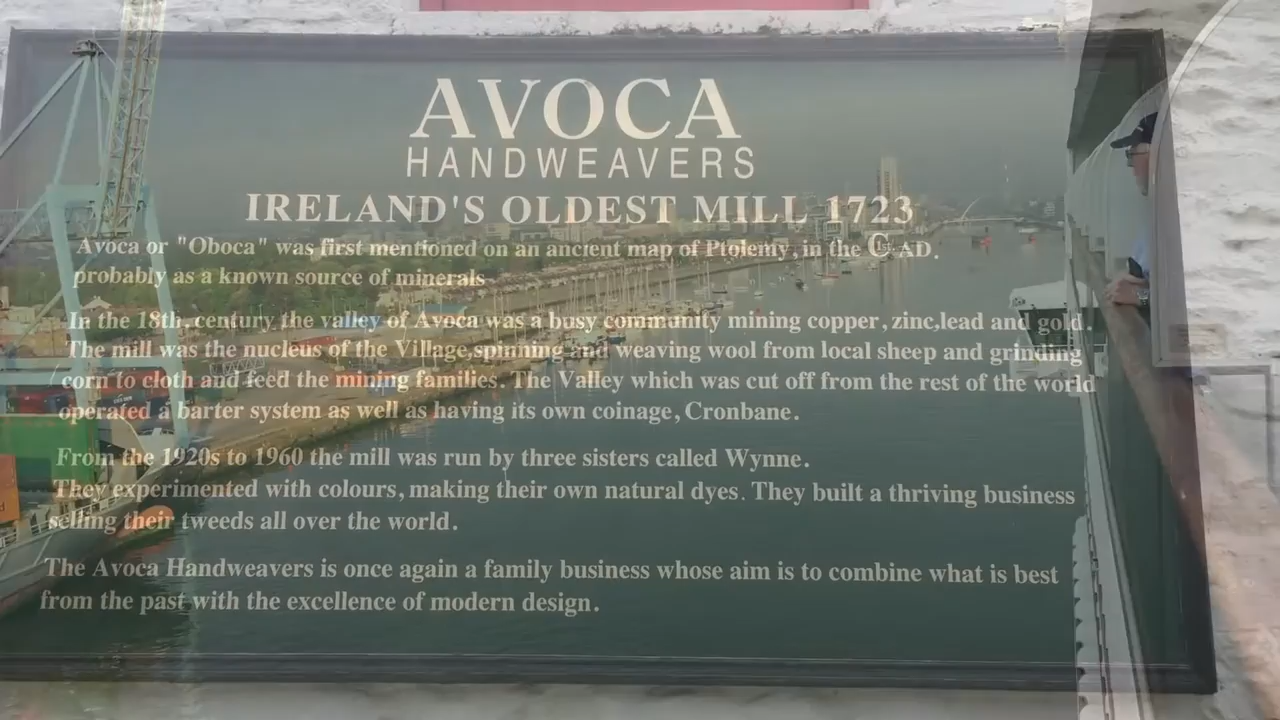 AVOCA
HANDWEAVERS
IRELAND'S OLDEST MILL 1723
Avoca or "Oboca" was first mentioned on an ancient map of Ptolemy, in the C1st. AD.
probably as a known source of minerals
In the 18th. century the valley of Avoca was a busy community mining copper, zinc,lead and gold.
The mill was the nucleus of the Village,spinning and weaving wool from local sheep and grinding
corn to cloth and feed the mining families. The Valley which was cut off from the rest of the world
operated a barter system as well as having its own coinage, Cronbane.
From the 1920s to 1960 the mill was run by three sisters called Wynne.
They experimented with colours, making their own natural dyes. They built a thriving business
selling their tweeds all over the world.
The Avoca Handweavers is once again a family business whose aim is to combine what is best
from the past with the excellence of modern design.